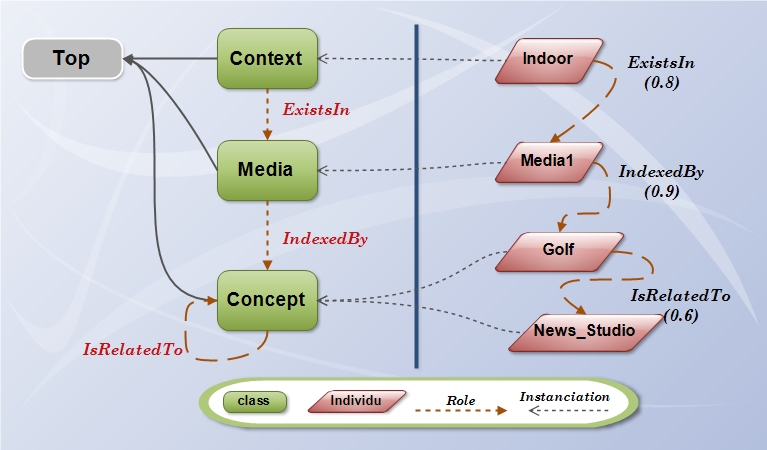 Top
Context
Indoor
ExistsIn
(0.8)
ExistsIn
Media
Media1
IndexedBy
(0.9)
IndexedBy
Golf
Concept
IsRelatedTo
(0.6)
News_Studio
IsRelatedTo
class
Individu
Role
Instanciation